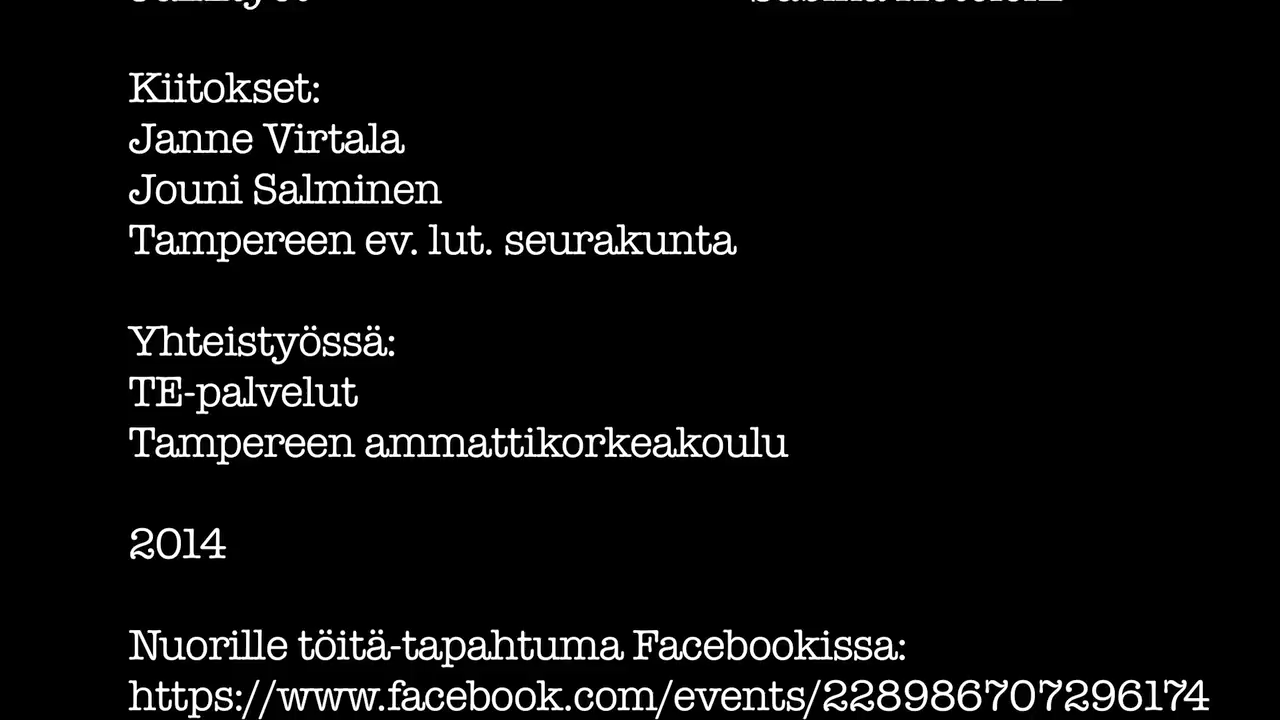 Kiitokset:
Janne Virtala
Jouni Salminen
Tampereen ev. lut. seurakunta
Yhteistyössä:
TE-palvelut
Tampereen ammattikorkeakoulu
2014
Nuorille töitä-tapahtuma Facebookissa:
https://www.facebook.com/events/228986707296174